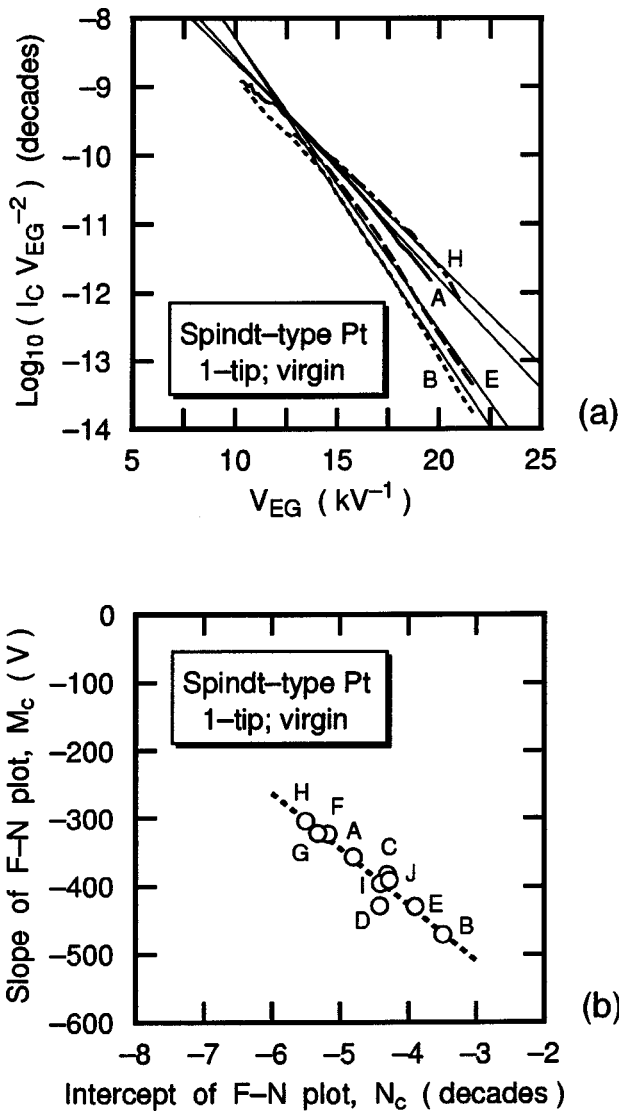 -8
-9
-10
-11
-12
-13
-14
Log10 ( IC VEG−2 ) (decades)
Spindt–type Pt
1–tip; virgin
H
A
B
E
5
10
15
20
25
VEG ( kV−1 )
(a)
0
-100
-200
-300
-400
-500
-600
Slope of F–N plot, Mc ( V )
Spindt–type Pt
1–tip; virgin
H
F
G
A
C
I
J
D
E
B
-8
-7
-6
-5
-4
-3
-2
Intercept of F–N plot, Nc ( decades )
(b)